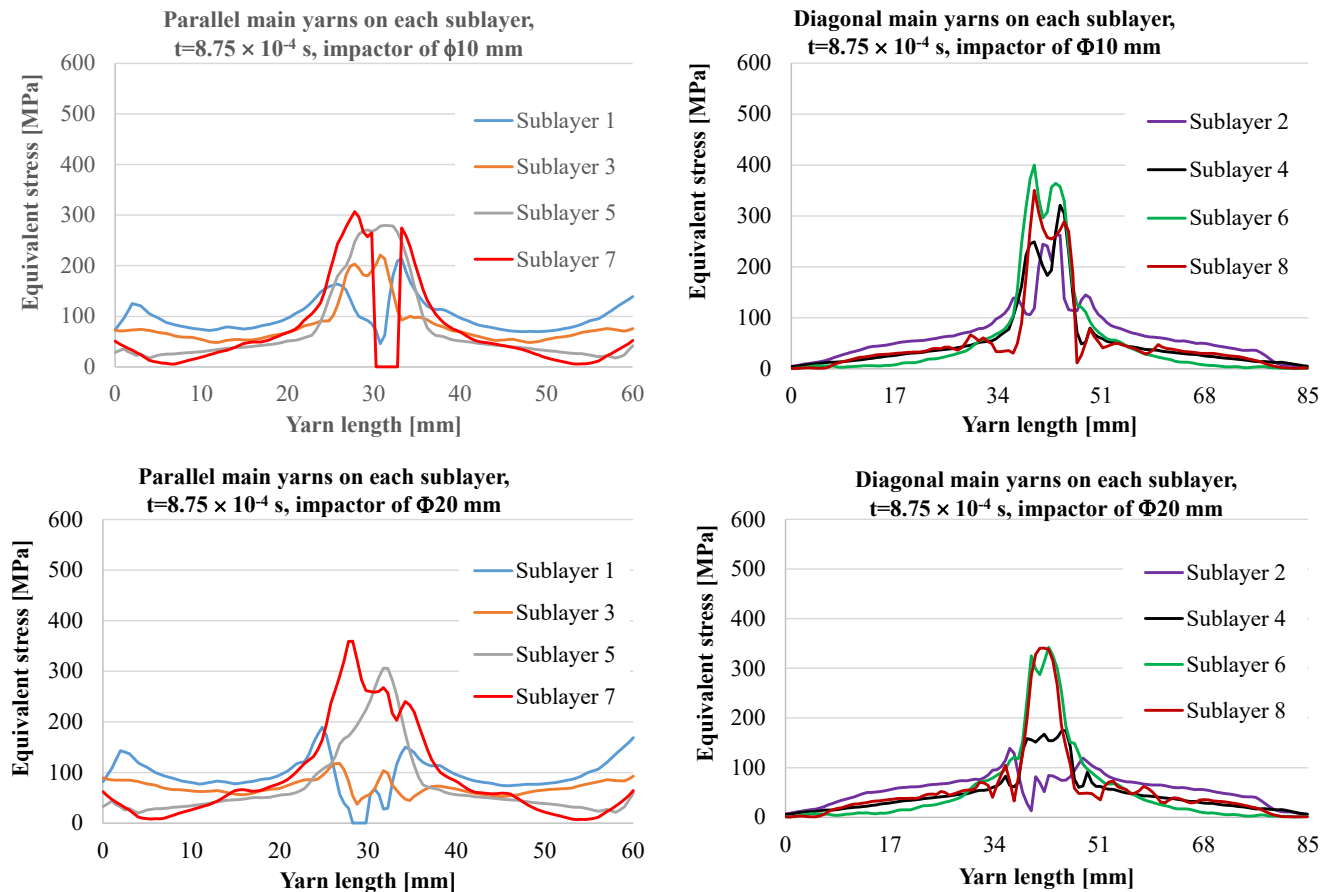 Parallel main yarns on each sublayer,
t=8.75 × 10-4 s, impactor of ϕ10 mm
600
500
400
300
200
100
0
Equivalent stress [MPa]
Sublayer 1
Sublayer 3
Sublayer 5
Sublayer 7
0 10 20 30 40 50 60
Yarn length [mm]
Diagonal main yarns on each sublayer,
t=8.75 × 10-4 s, impactor of Φ10 mm
600
500
400
300
200
100
0
Equivalent stress [MPa]
Sublayer 2
Sublayer 4
Sublayer 6
Sublayer 8
0 17 34 51 68 85
Yarn length [mm]
Parallel main yarns on each sublayer,
t=8.75 × 10-4 s, impactor of Φ20 mm
600
500
400
300
200
100
0
Equivalent stress [MPa]
Sublayer 1
Sublayer 3
Sublayer 5
Sublayer 7
0 10 20 30 40 50 60
Yarn length [mm]
Diagonal main yarns on each sublayer,
t=8.75 × 10-4 s, impactor of Φ20 mm
600
500
400
300
200
100
0
Equivalent stress [MPa]
Sublayer 2
Sublayer 4
Sublayer 6
Sublayer 8
0 17 34 51 68 85
Yarn length [mm]